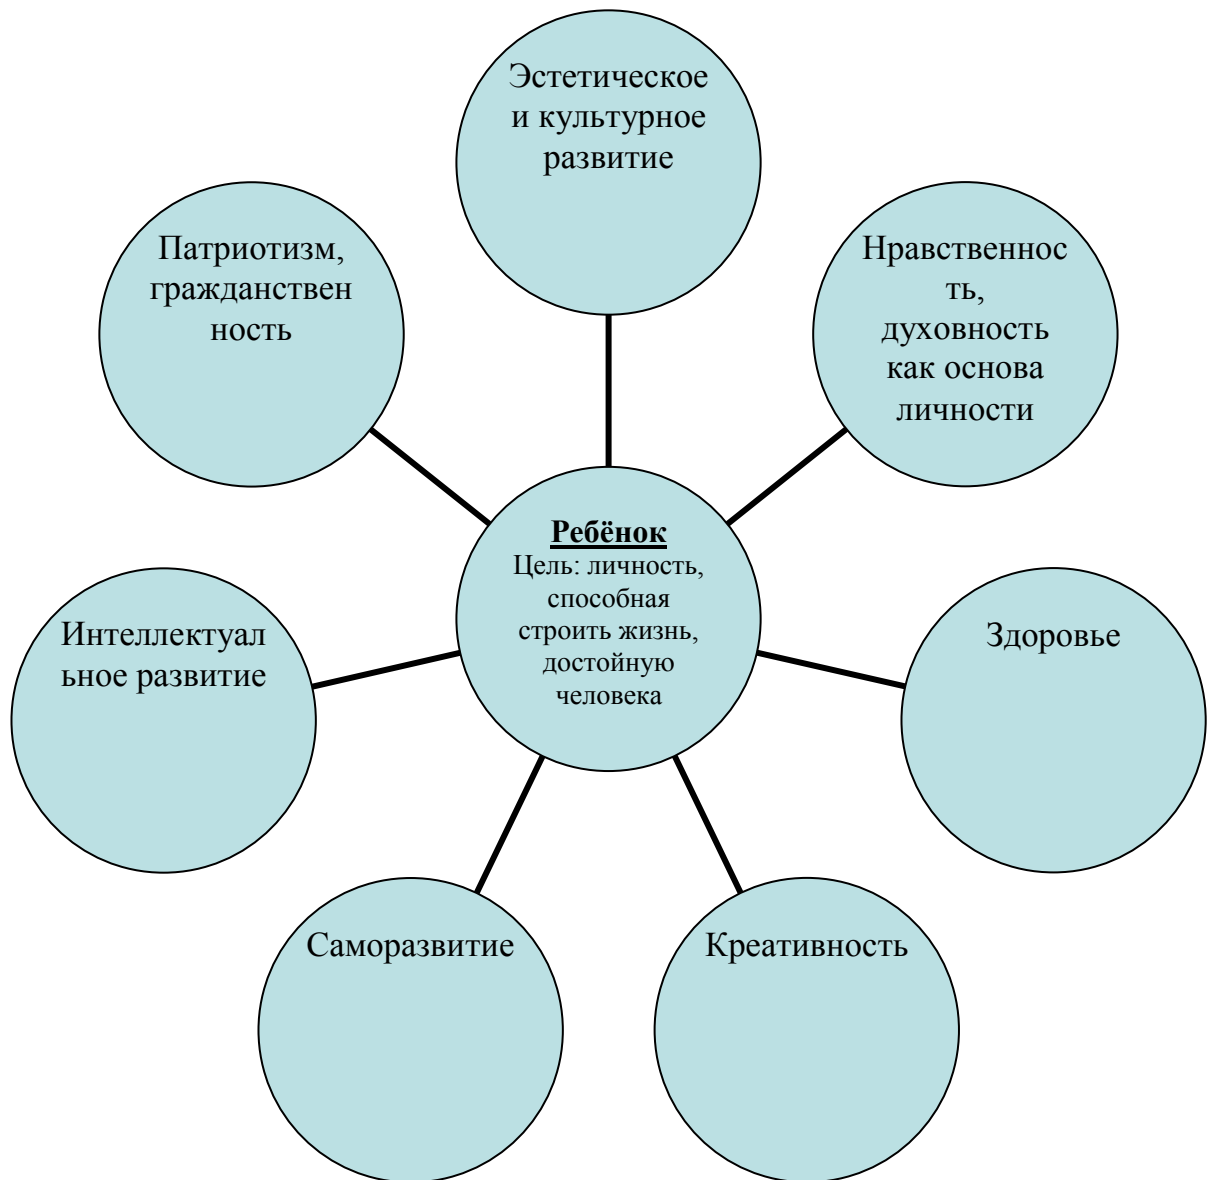 Эстетическое
и культурное
развитие
Патриотизм,
гражданствен
ность
Нравственнос
ть,
духовность
как основа
личности
Ребёнок
Цель: личность,
способная
строить жизнь,
достойную
человека
Интеллектуал
ьное развитие
Здоровье
Саморазвитие
Креативность